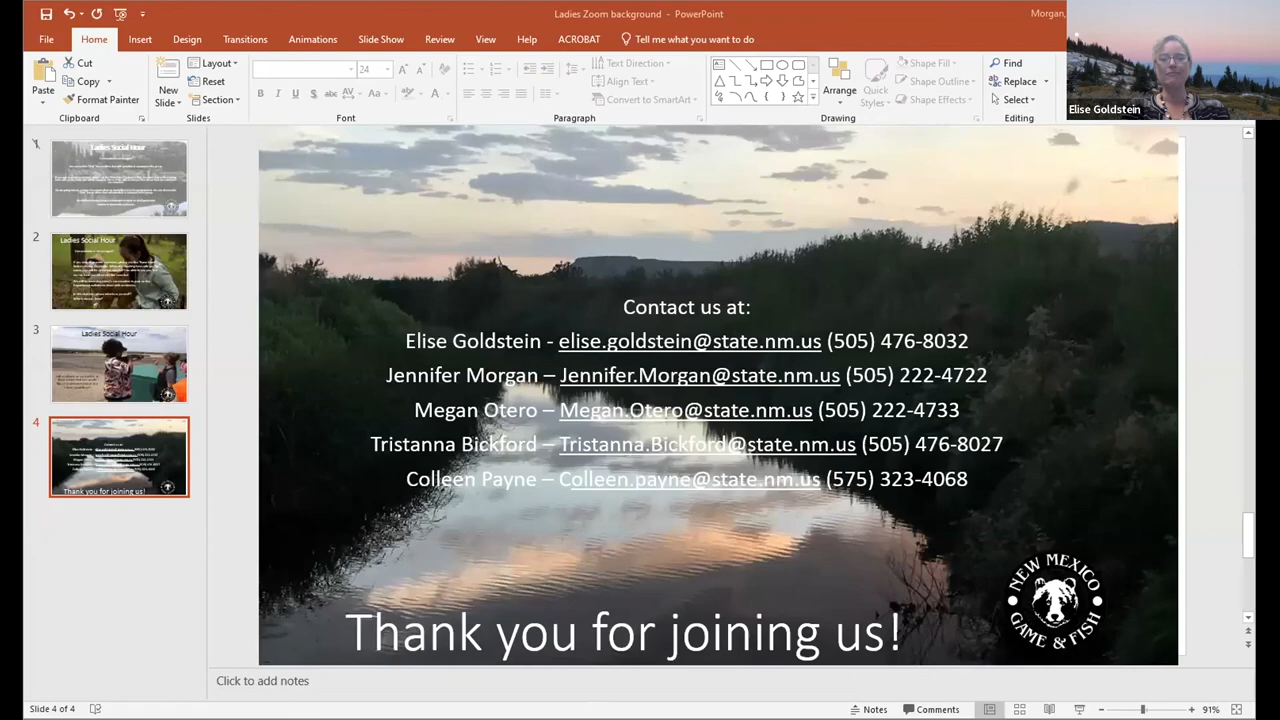 Ladies Zoom background - PowerPoint
Morgan,
File Home Insert Design Transitions Animations Slide Show Review View Help ACROBAT Tell me what you want to do
Paste
Cut
Copy
Format Painter
Clipboard
New Slide
Layout
Reset
Section
Slides
24
Font
Text Direction
Align Text
Convert to SmartArt
Paragraph
Arrange
Quick Styles
Shape Fill
Shape Outline
Shape Effects
Drawing
Find
Replace
Select
Editing
Elise Goldstein
Ladies Social Hour
2
Ladies Social Hour
3
Ladies Social Hour
4
Thank you for joining us!
Contact us at:
Elise Goldstein - elise.goldstein@state.nm.us (505) 476-8032
Jennifer Morgan – Jennifer.Morgan@state.nm.us (505) 222-4722
Megan Otero – Megan.Otero@state.nm.us (505) 222-4733
Tristanna Bickford – Tristanna.Bickford@state.nm.us (505) 476-8027
Colleen Payne – Colleen.payne@state.nm.us (575) 323-4068
Thank you for joining us!
NEW MEXICO
GAME & FISH
Click to add notes
Slide 4 of 4
Notes
Comments
91%